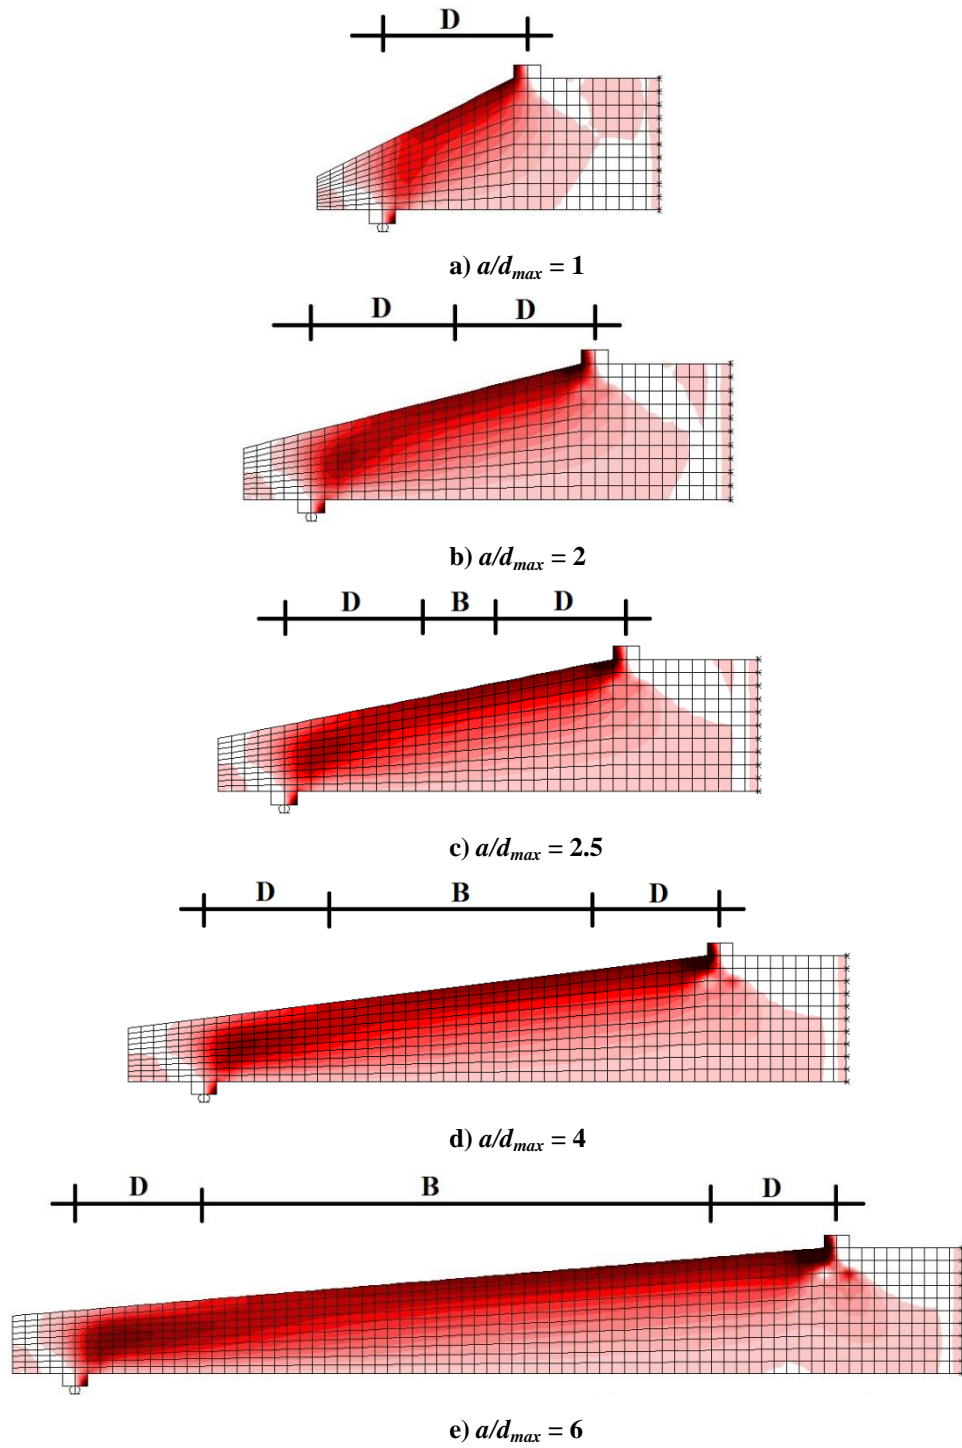 D
a) a/dmax = 1
D D
b) a/dmax = 2
D B D
c) a/dmax = 2.5
D B D
d) a/dmax = 4
D B D
e) a/dmax = 6